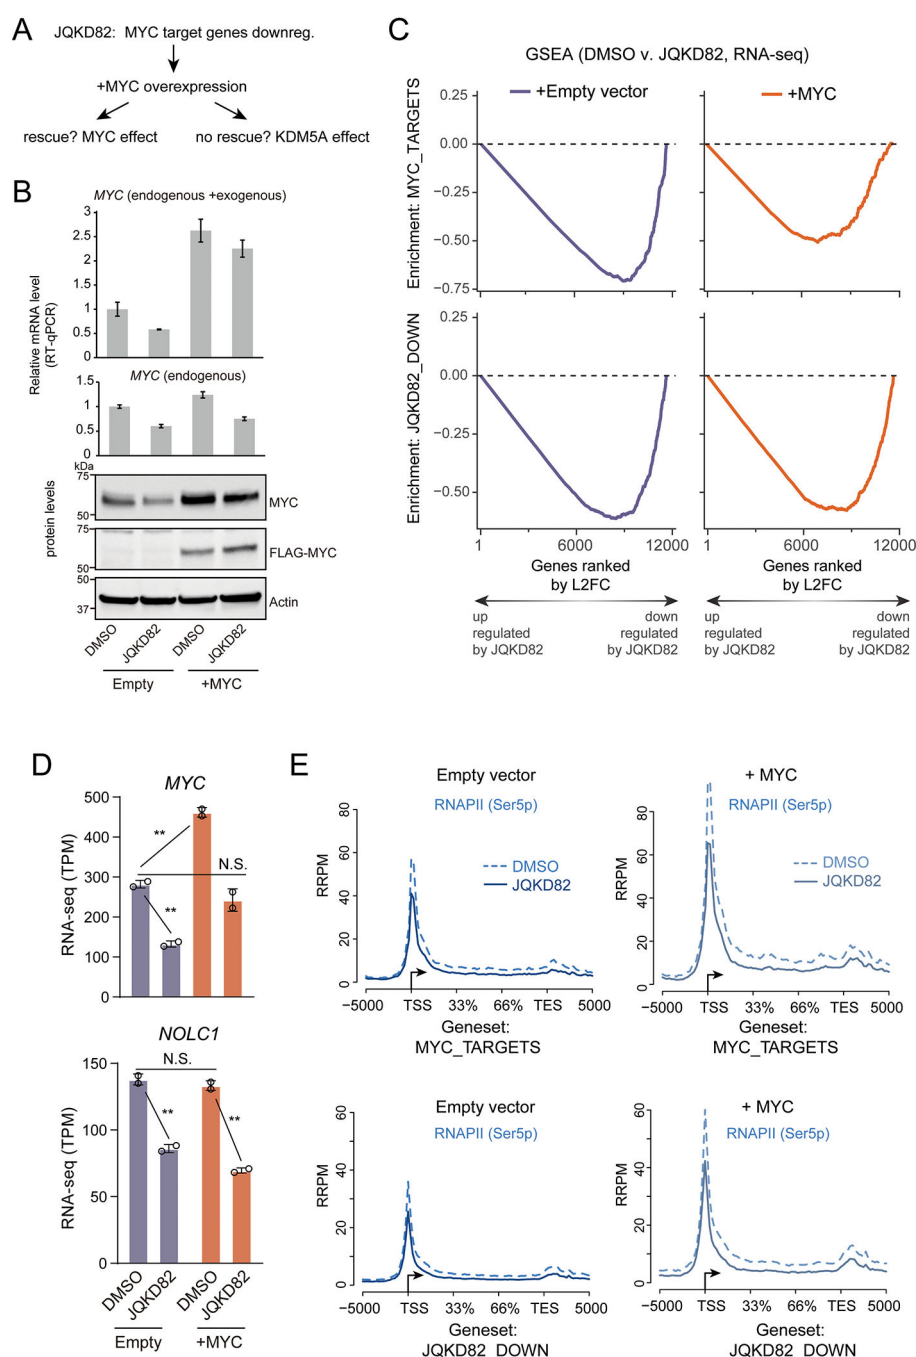 A
JQKD82: MYC target genes downreg.
+MYC overexpression
rescue? MYC effect
no rescue? KDM5A effect
B
MYC (endogenous +exogenous)
3
2.5
2
1.5
1
0.5
0
Relative mRNA level
(RT-qPCR)
MYC (endogenous)
1.5
1
0.5
0
kDa
75
50
MYC
75
50
FLAG-MYC
50
37
Actin
protein levels
DMSO
JQKD82
DMSO
JQKD82
Empty
+MYC
C
GSEA (DMSO v. JQKD82, RNA-seq)
+Empty vector
+MYC
Enrichment: MYC_TARGETS
0.25
0.00
−0.25
−0.50
−0.75
Enrichment: JQKD82_DOWN
0.25
0.00
−0.25
−0.50
1
6000
12000
1
6000
12000
Genes ranked
by L2FC
Genes ranked
by L2FC
up
regulated
by JQKD82
down
regulated
by JQKD82
up
regulated
by JQKD82
down
regulated
by JQKD82
D
MYC
RNA-seq (TPM)
500
400
300
200
100
0
**
**
N.S.
NOLC1
RNA-seq (TPM)
150
100
50
0
N.S.
**
**
DMSO
JQKD82
DMSO
JQKD82
Empty
+MYC
E
Empty vector
RNAPII (Ser5p)
DMSO
JQKD82
RRPM
80
60
40
20
0
−5000
TSS
33%
66%
TES
5000
Geneset:
MYC_TARGETS
+ MYC
RNAPII (Ser5p)
DMSO
JQKD82
RRPM
80
60
40
20
0
−5000
TSS
33%
66%
TES
5000
Geneset:
MYC_TARGETS
Empty vector
RNAPII (Ser5p)
RRPM
60
40
20
0
−5000
TSS
33%
66%
TES
5000
Geneset:
JQKD82_DOWN
+ MYC
RNAPII (Ser5p)
RRPM
60
40
20
0
−5000
TSS
33%
66%
TES
5000
Geneset:
JQKD82_DOWN